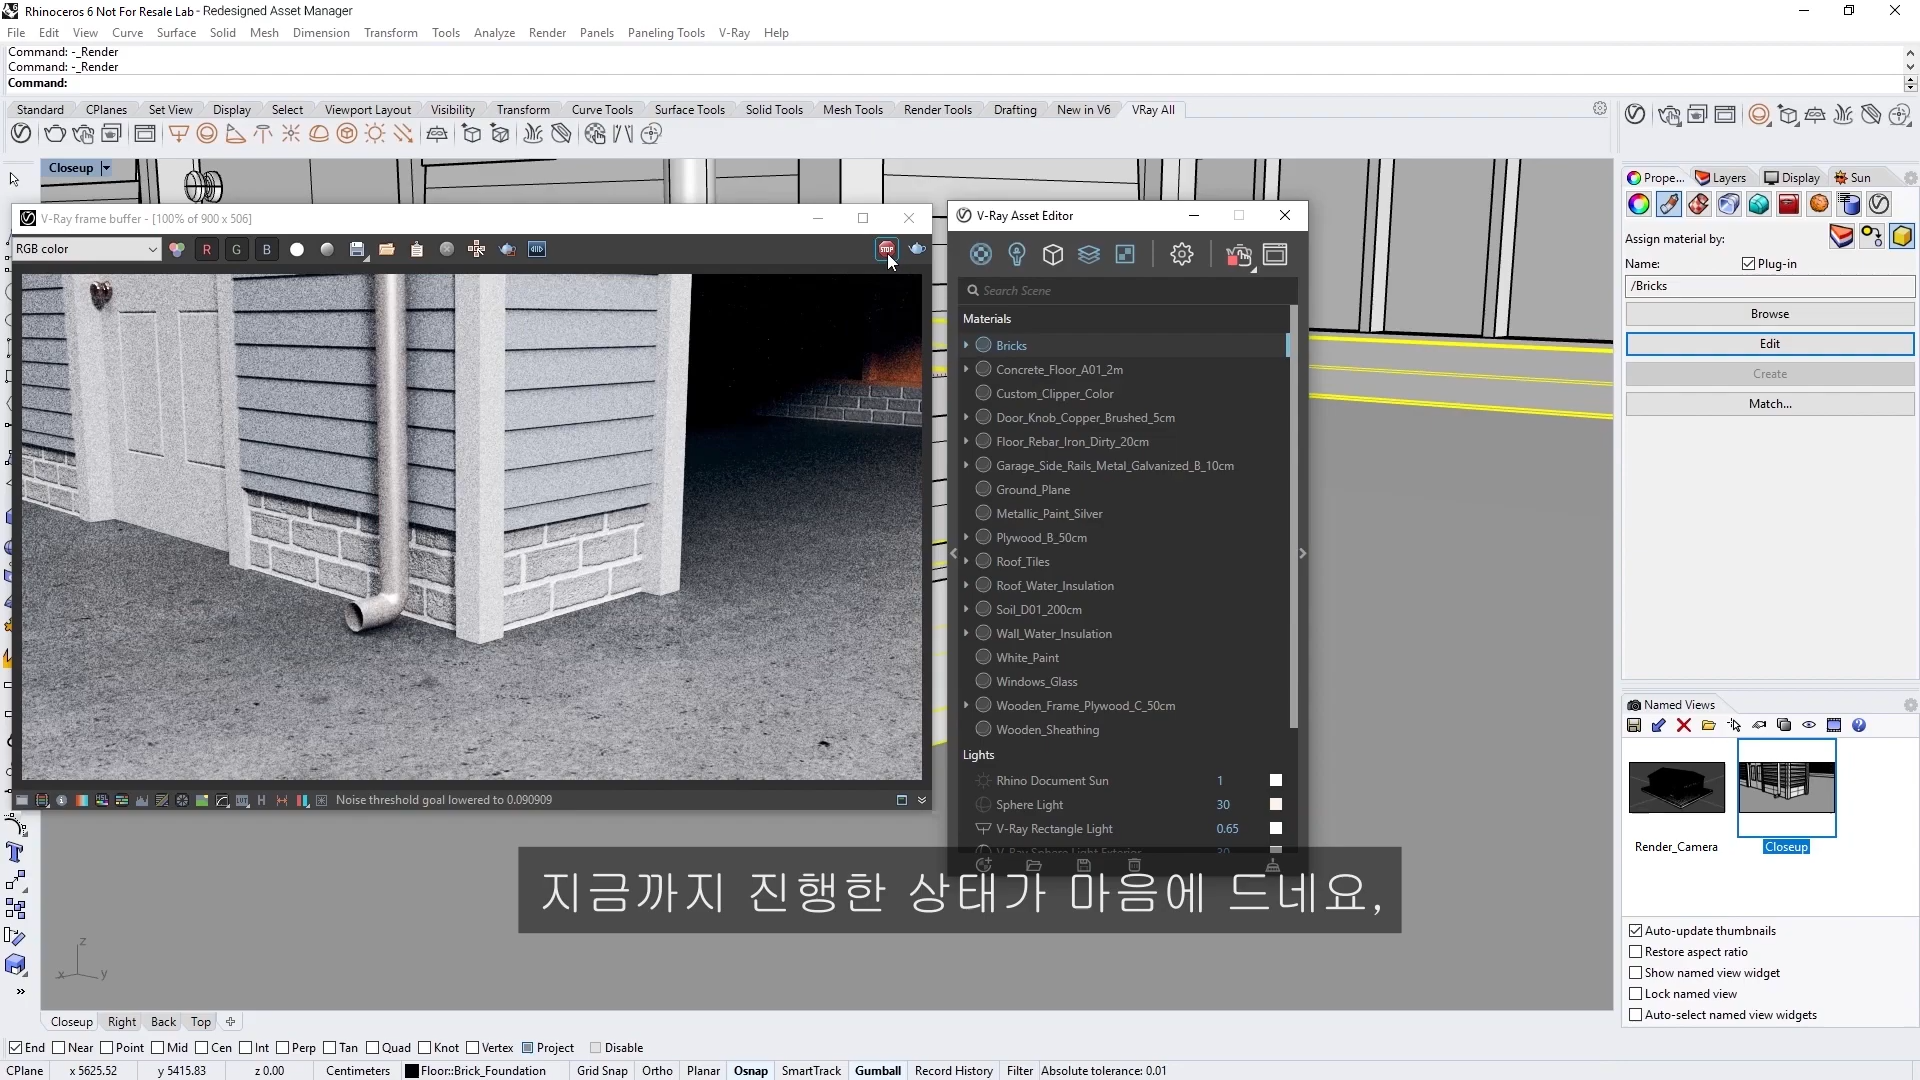 Rhinoceros 6 Not For Resale Lab - Redesigned Asset Manager
File Edit View Curve Surface Solid Mesh Dimension Transform Tools Analyze Render Panels Paneling Tools V-Ray Help
Command: -_Render
Command: -_Render
Command:
Standard CPlanes Set View Display Select Viewport Layout Visibility Transform Curve Tools Surface Tools Solid Tools Mesh Tools Render Tools Drafting New in V6 VRay All
Closeup
V-Ray frame buffer - [100% of 900 x 506]
RGB color
R G B
STOP
Noise threshold goal lowered to 0.090909
V-Ray Asset Editor
Search Scene
Materials
Bricks
Concrete_Floor_A01_2m
Custom_Clipper_Color
Door_Knob_Copper_Brushed_5cm
Floor_Rebar_Iron_Dirty_20cm
Garage_Side_Rails_Metal_Galvanized_B_10cm
Ground_Plane
Metallic_Paint_Silver
Plywood_B_50cm
Roof_Tiles
Roof_Water_Insulation
Soil_D01_200cm
Wall_Water_Insulation
White_Paint
Windows_Glass
Wooden_Frame_Plywood_C_50cm
Wooden_Sheathing
Lights
Rhino Document Sun 1
Sphere Light 30
V-Ray Rectangle Light 0.65
V-Ray Sphere Light Exterior 30
지금까지 진행한 상태가 마음에 드네요,
Prope... Layers Display Sun
Assign material by:
Name: Plug-in
/Bricks
Browse
Edit
Create
Match...
Named Views
Render_Camera Closeup
Auto-update thumbnails
Restore aspect ratio
Show named view widget
Lock named view
Auto-select named view widgets
z
x y
Closeup Right Back Top
End Near Point Mid Cen Int Perp Tan Quad Knot Vertex Project Disable
CPlane x 5625.52 y 5415.83 z 0.00 Centimeters Floor::Brick_Foundation Grid Snap Ortho Planar Osnap SmartTrack Gumball Record History Filter Absolute tolerance: 0.01